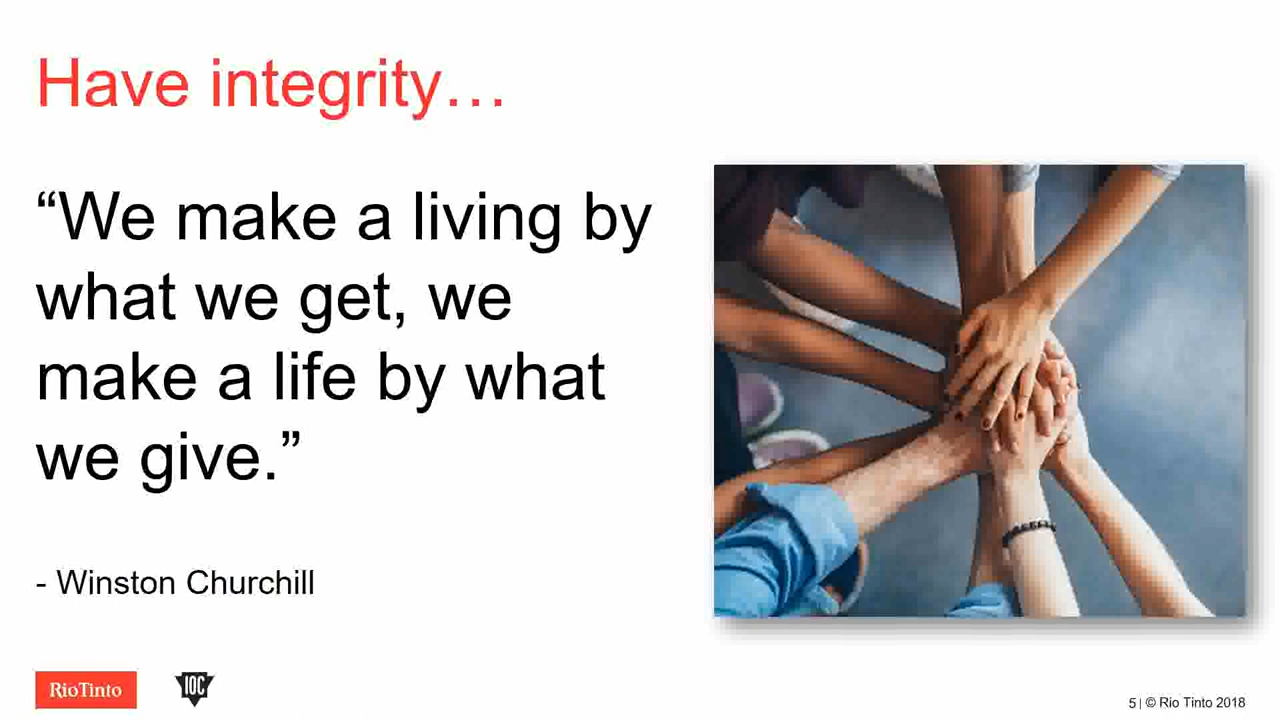 Have integrity…
“We make a living by
what we get, we
make a life by what
we give.”
- Winston Churchill
RioTinto
IOC
5 | © Rio Tinto 2018